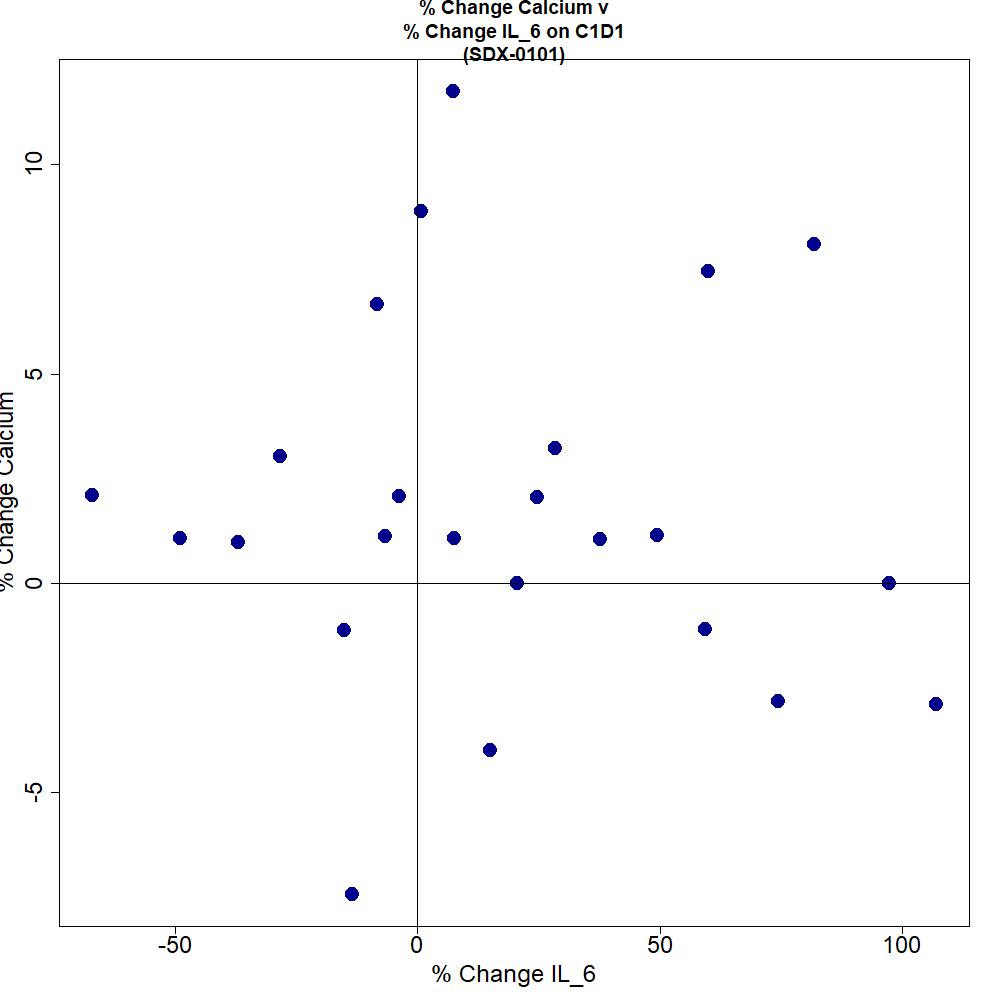 % Change Calcium v
% Change IL_6 on C1D1
(SDX-0101)
10
5
0
-5
% Change Calcium
-50
0
50
100
% Change IL_6